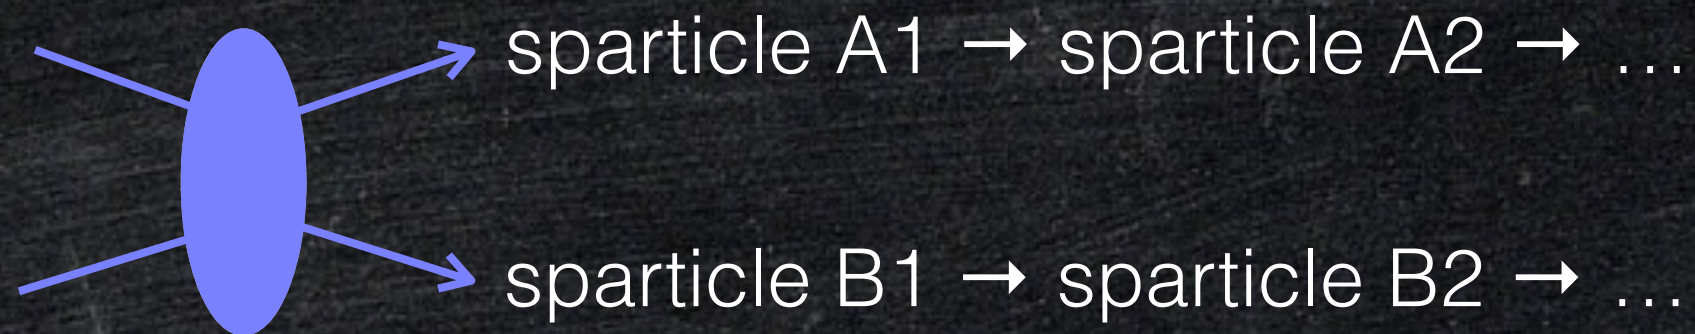 sparticle A1 → sparticle A2 → ...
sparticle B1 → sparticle B2 → ...